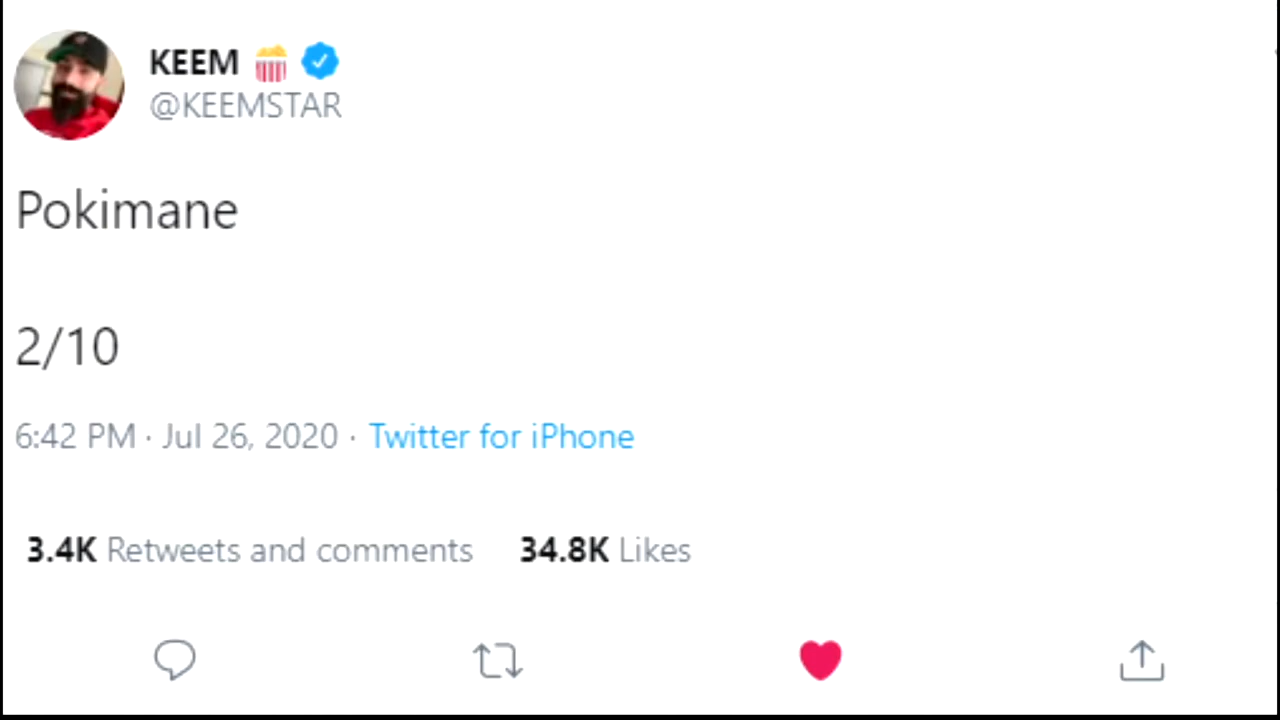 KEEM 🍿
@KEEMSTAR
Pokimane
2/10
6:42 PM · Jul 26, 2020 · Twitter for iPhone
3.4K Retweets and comments 34.8K Likes